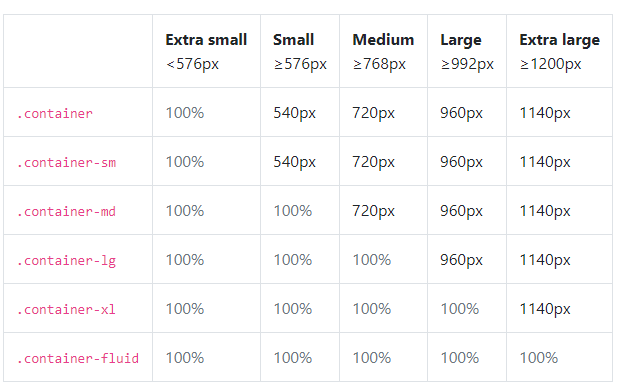 Extra small Small Medium Large Extra large
<576px ≥576px ≥768px ≥992px ≥1200px
.container 100% 540px 720px 960px 1140px
.container-sm 100% 540px 720px 960px 1140px
.container-md 100% 100% 720px 960px 1140px
.container-lg 100% 100% 100% 960px 1140px
.container-xl 100% 100% 100% 100% 1140px
.container-fluid 100% 100% 100% 100% 100%